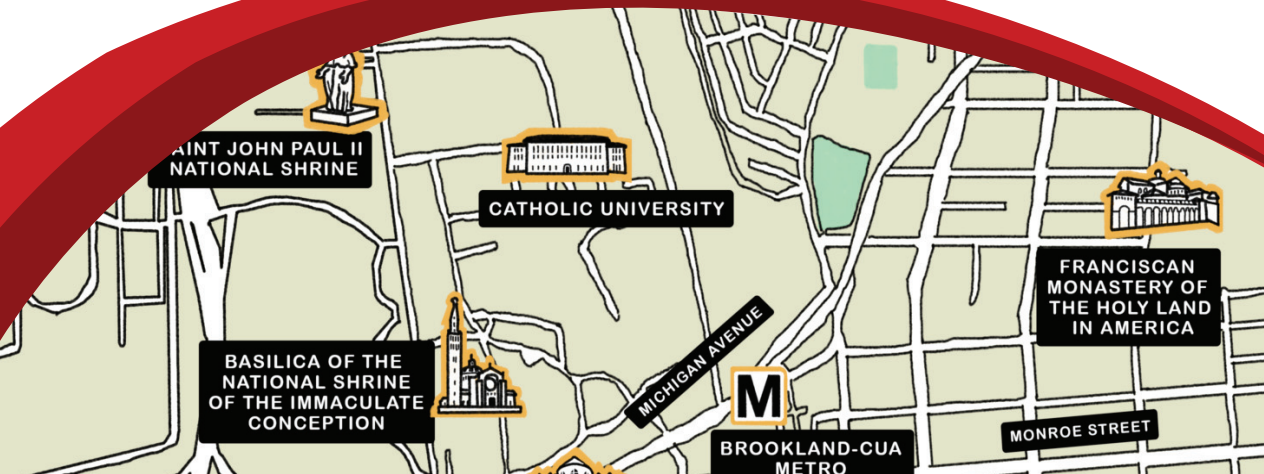 AINT JOHN PAUL II
NATIONAL SHRINE
CATHOLIC UNIVERSITY
FRANCISCAN
MONASTERY OF
THE HOLY LAND
IN AMERICA
MICHIGAN AVENUE
BASILICA OF THE
NATIONAL SHRINE
OF THE IMMACULATE
CONCEPTION
M
MONROE STREET
BROOKLAND-CUA
METRO